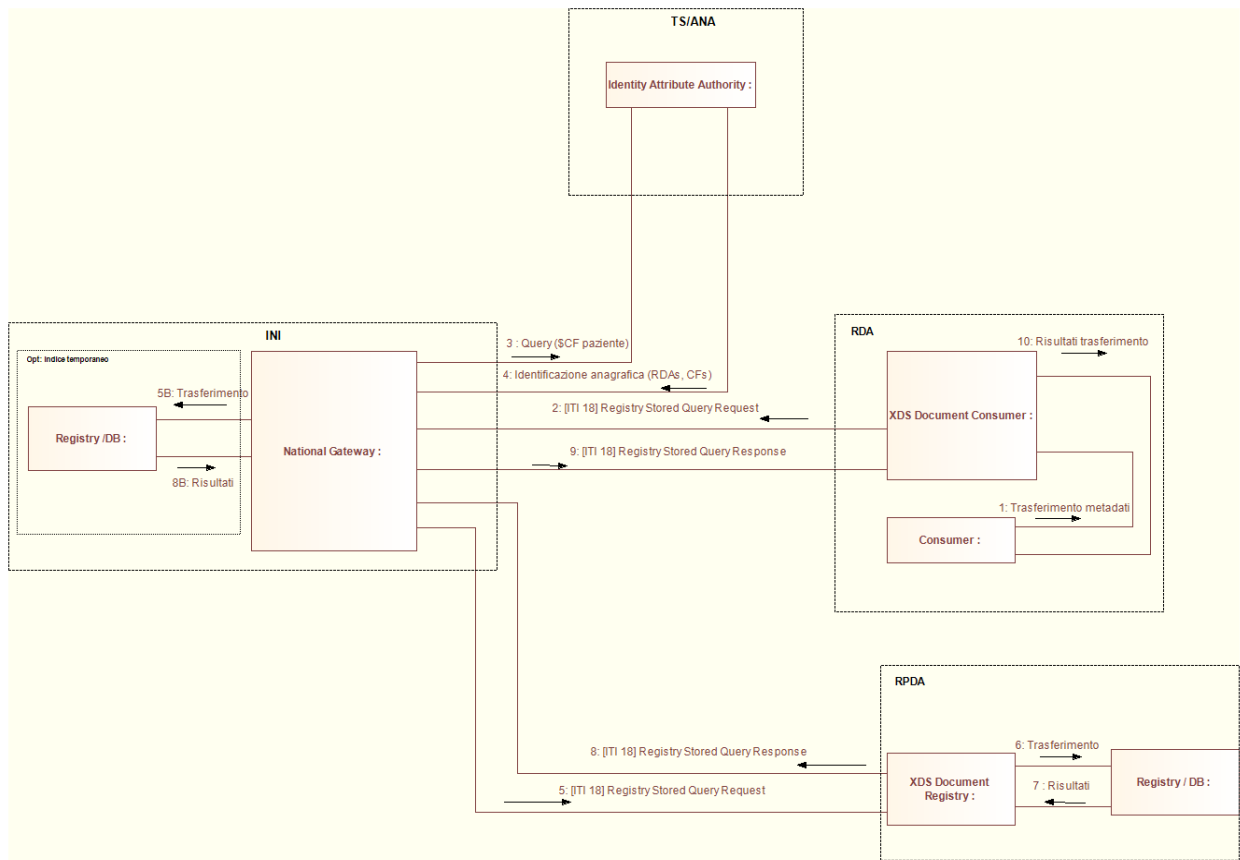 TS/ANA
Identity Attribute Authority :
INI
Opt: Indice temporaneo
5B: Trasferimento
Registry /DB :
8B: Risultati
National Gateway :
3 : Query ($CF paziente)
4: Identificazione anagrafica (RDAs, CFs)
2: [ITI 18] Registry Stored Query Request
9: [ITI 18] Registry Stored Query Response
RDA
10: Risultati trasferimento
XDS Document Consumer :
1: Trasferimento metadati
Consumer :
RPDA
8: [ITI 18] Registry Stored Query Response
5: [ITI 18] Registry Stored Query Request
XDS Document
Registry :
6: Trasferimento
7 : Risultati
Registry / DB :